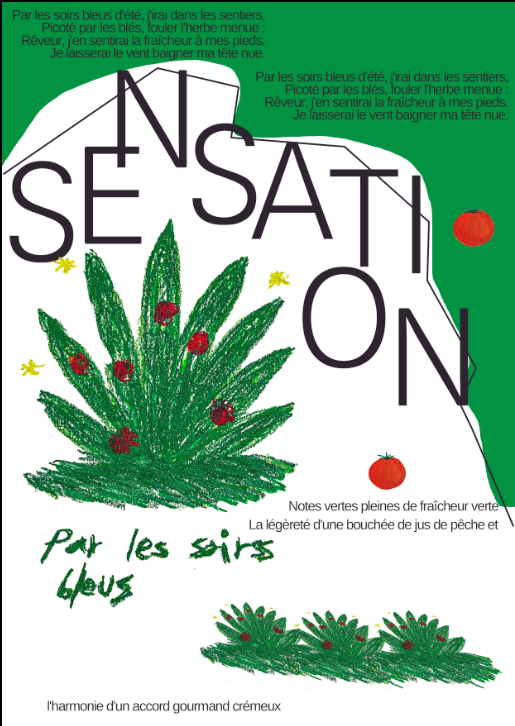 Par les soirs bleus d'été, j'irai dans les sentiers,
Picoté par les blés, fouler l'herbe menue :
Rêveur, j'en sentirai la fraîcheur à mes pieds.
Je laisserai le vent baigner ma tête nue.
Par les soirs bleus d'été, j'irai dans les sentiers,
Picoté par les blés, fouler l'herbe menue :
Rêveur, j'en sentirai la fraîcheur à mes pieds.
Je laisserai le vent baigner ma tête nue.
SENSATION
Notes vertes pleines de fraîcheur verte
La légèreté d'une bouchée de jus de pêche et
Par les soirs
bleus
l'harmonie d'un accord gourmand crémeux